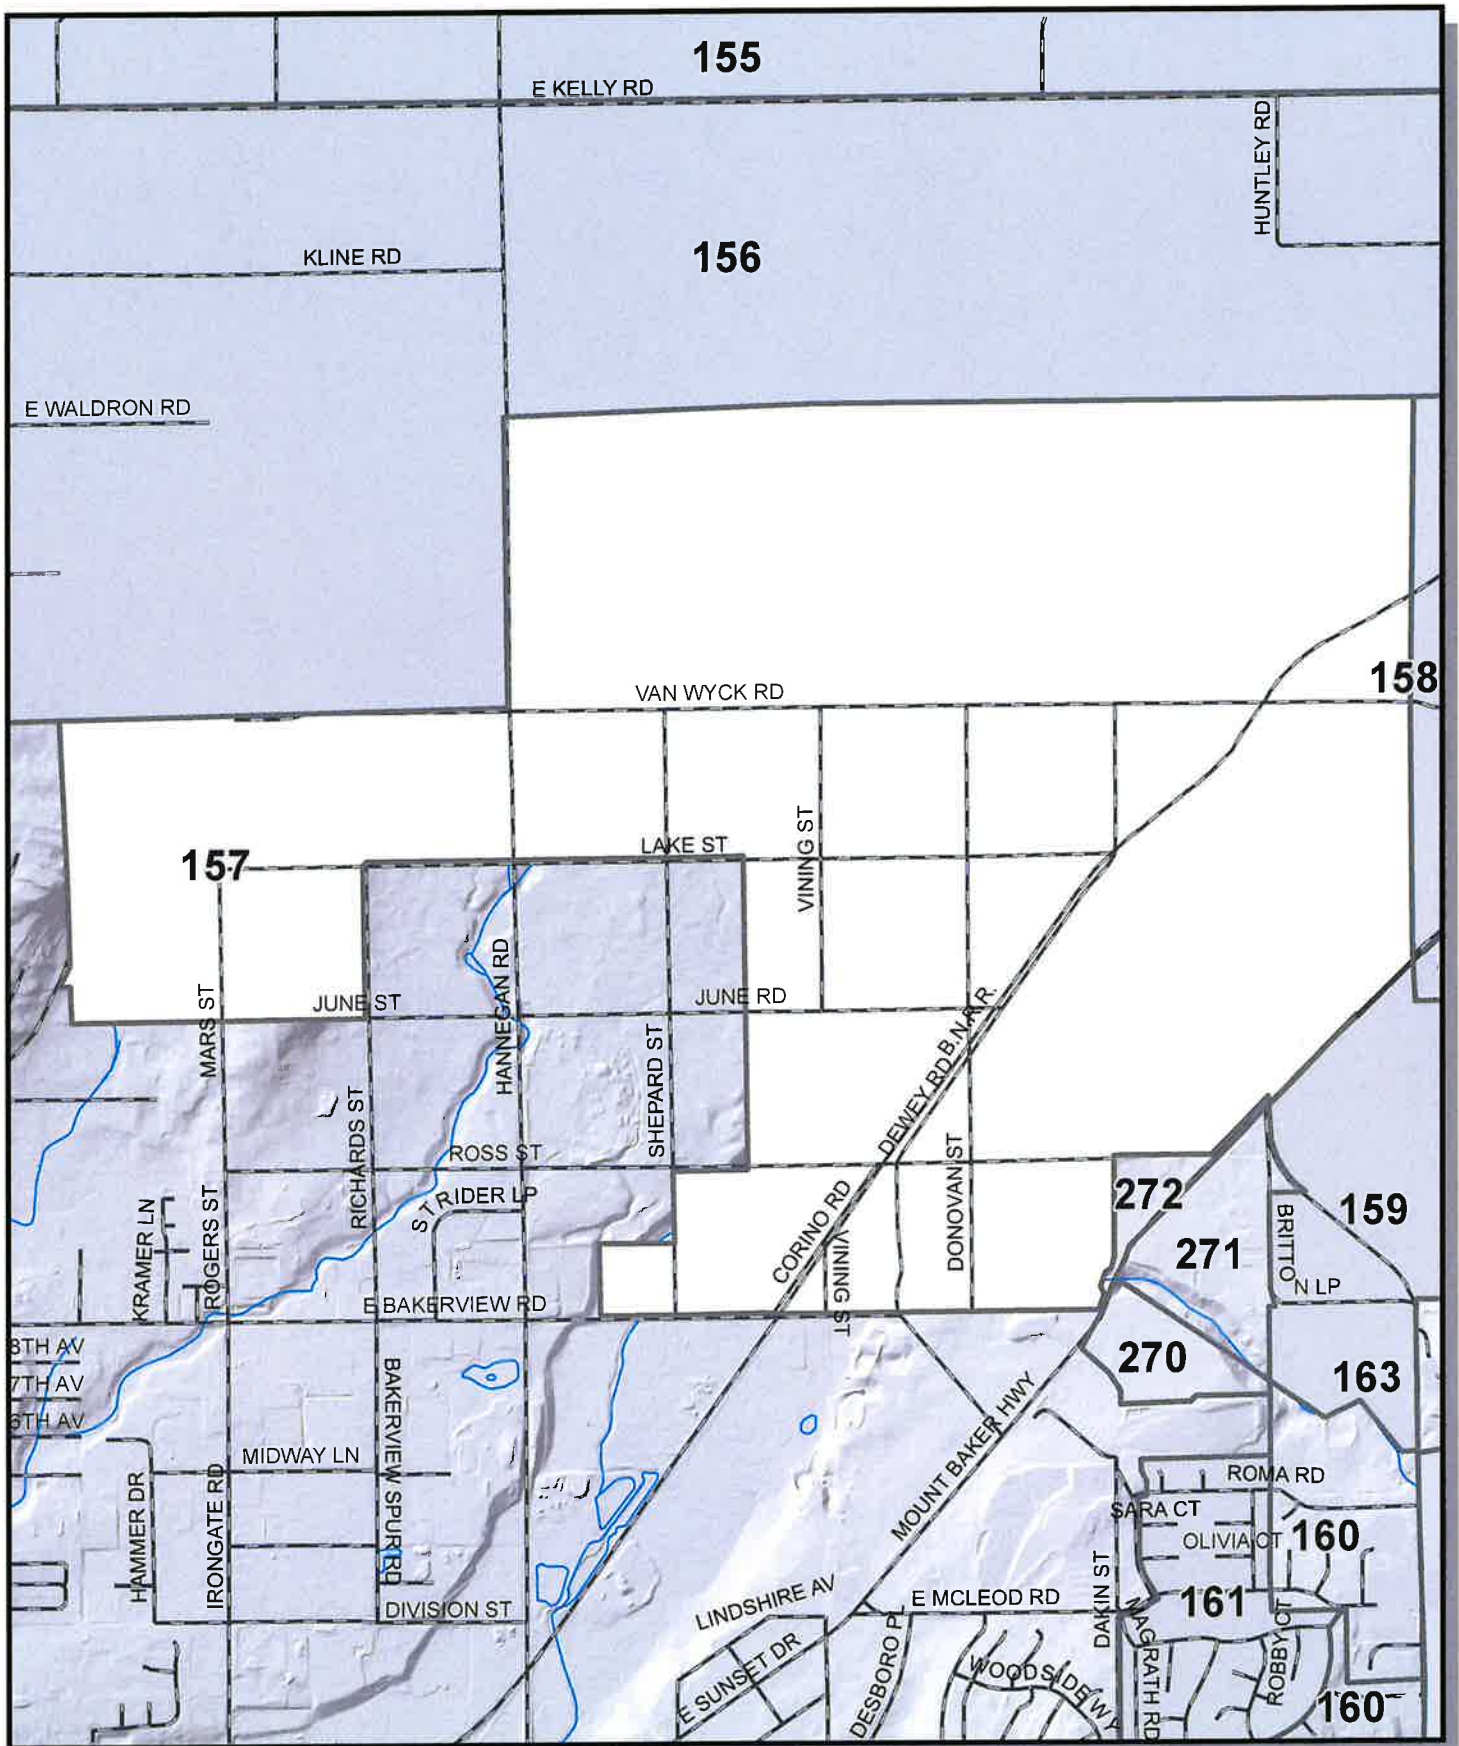 155
E KELLY RD
HUNTLEY RD
KLINE RD
156
E WALDRON RD
158
VAN WYCK RD
VINING ST
LAKE ST
157
HANNEGAN RD
MARS ST
JUNE ST
JUNE RD
B.N.R.R.
SHEPARD ST
DEWEY RD
RICHARDS ST
ROSS ST
DONOVAN ST
STRIDER LP
CORINO RD
272
159
KRAMER LN
ROGERS ST
VINING ST
271
BRITTON LP
E BAKERVIEW RD
8TH AV
7TH AV
6TH AV
270
163
BAKERVIEW SPUR RD
MOUNT BAKER HWY
MIDWAY LN
HAMMER DR
IRONGATE RD
ROMA RD
SARA CT
OLIVIA CT
160
DAKIN ST
DIVISION ST
LINDSHIRE AV
E MCLEOD RD
161
E SUNSET DR
DESBORO PL
WOODSIDE WY
MAGRATH RD
ROBBY CT
160